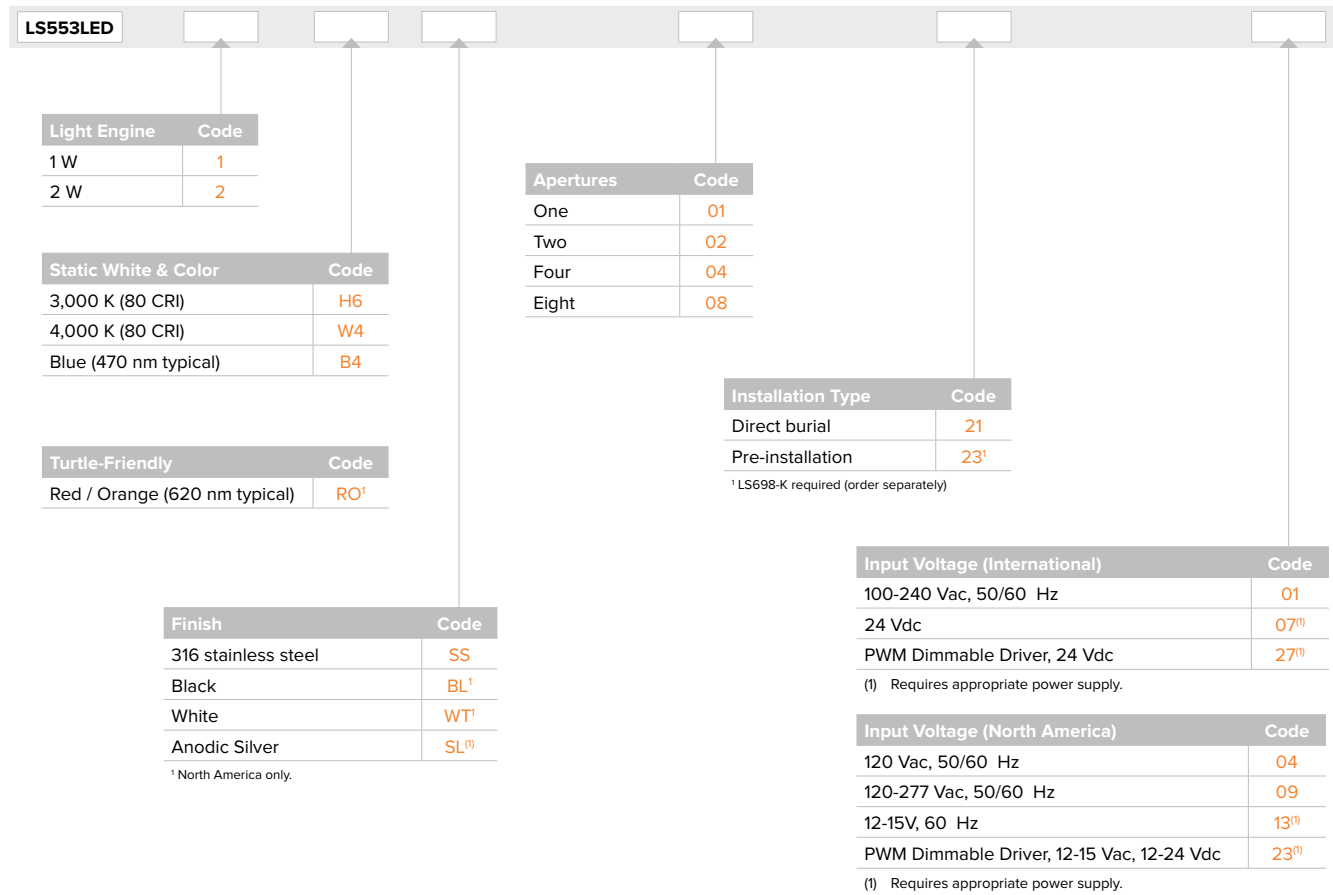 LS553LED
Light Engine Code
1 W 1
2 W 2
Static White & Color Code
3,000 K (80 CRI) H6
4,000 K (80 CRI) W4
Blue (470 nm typical) B4
Turtle-Friendly Code
Red / Orange (620 nm typical) RO¹
Finish Code
316 stainless steel SS
Black BL¹
White WT¹
Anodic Silver SL⁽¹⁾
¹ North America only.
Apertures Code
One 01
Two 02
Four 04
Eight 08
Installation Type Code
Direct burial 21
Pre-installation 23¹
¹ LS698-K required (order separately)
Input Voltage (International) Code
100-240 Vac, 50/60 Hz 01
24 Vdc 07⁽¹⁾
PWM Dimmable Driver, 24 Vdc 27⁽¹⁾
(1) Requires appropriate power supply.
Input Voltage (North America) Code
120 Vac, 50/60 Hz 04
120-277 Vac, 50/60 Hz 09
12-15V, 60 Hz 13⁽¹⁾
PWM Dimmable Driver, 12-15 Vac, 12-24 Vdc 23⁽¹⁾
(1) Requires appropriate power supply.